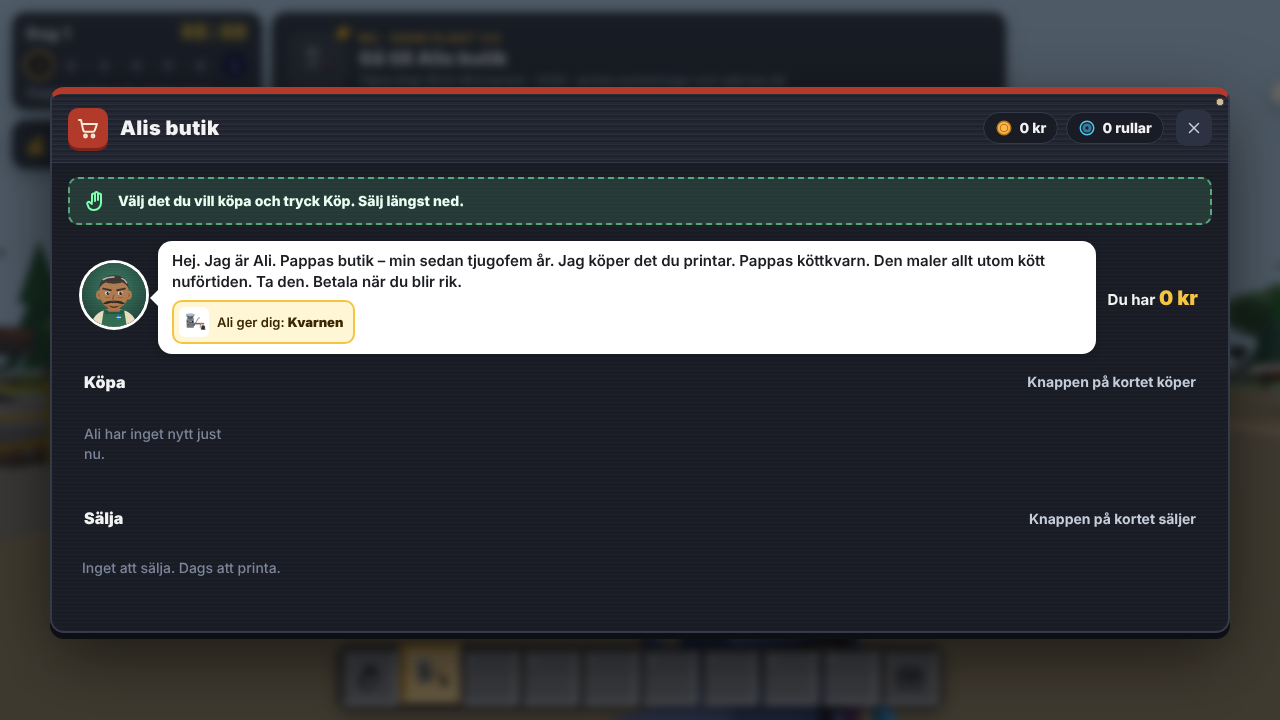 Alis butik
0 kr
0 rullar
Välj det du vill köpa och tryck Köp. Sälj längst ned.
Hej. Jag är Ali. Pappas butik – min sedan tjugofem år. Jag köper det du printar. Pappas köttkvarn. Den maler allt utom kött
nuförtiden. Ta den. Betala när du blir rik.
Ali ger dig: Kvarnen
Du har 0 kr
Köpa
Knappen på kortet köper
Ali har inget nytt just
nu.
Sälja
Knappen på kortet säljer
Inget att sälja. Dags att printa.